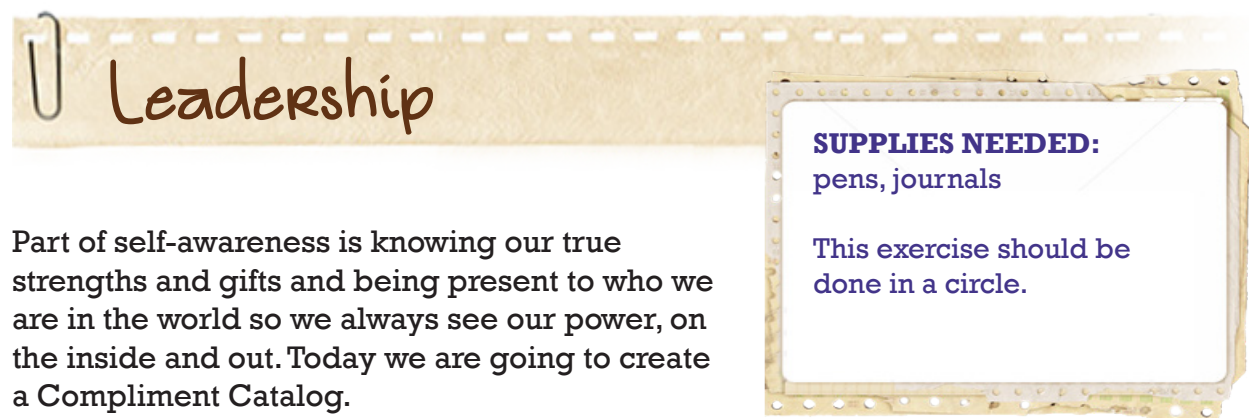 Leadership
SUPPLIES NEEDED:
pens, journals
This exercise should be
done in a circle.
Part of self-awareness is knowing our true
strengths and gifts and being present to who we
are in the world so we always see our power, on
the inside and out. Today we are going to create
a Compliment Catalog.